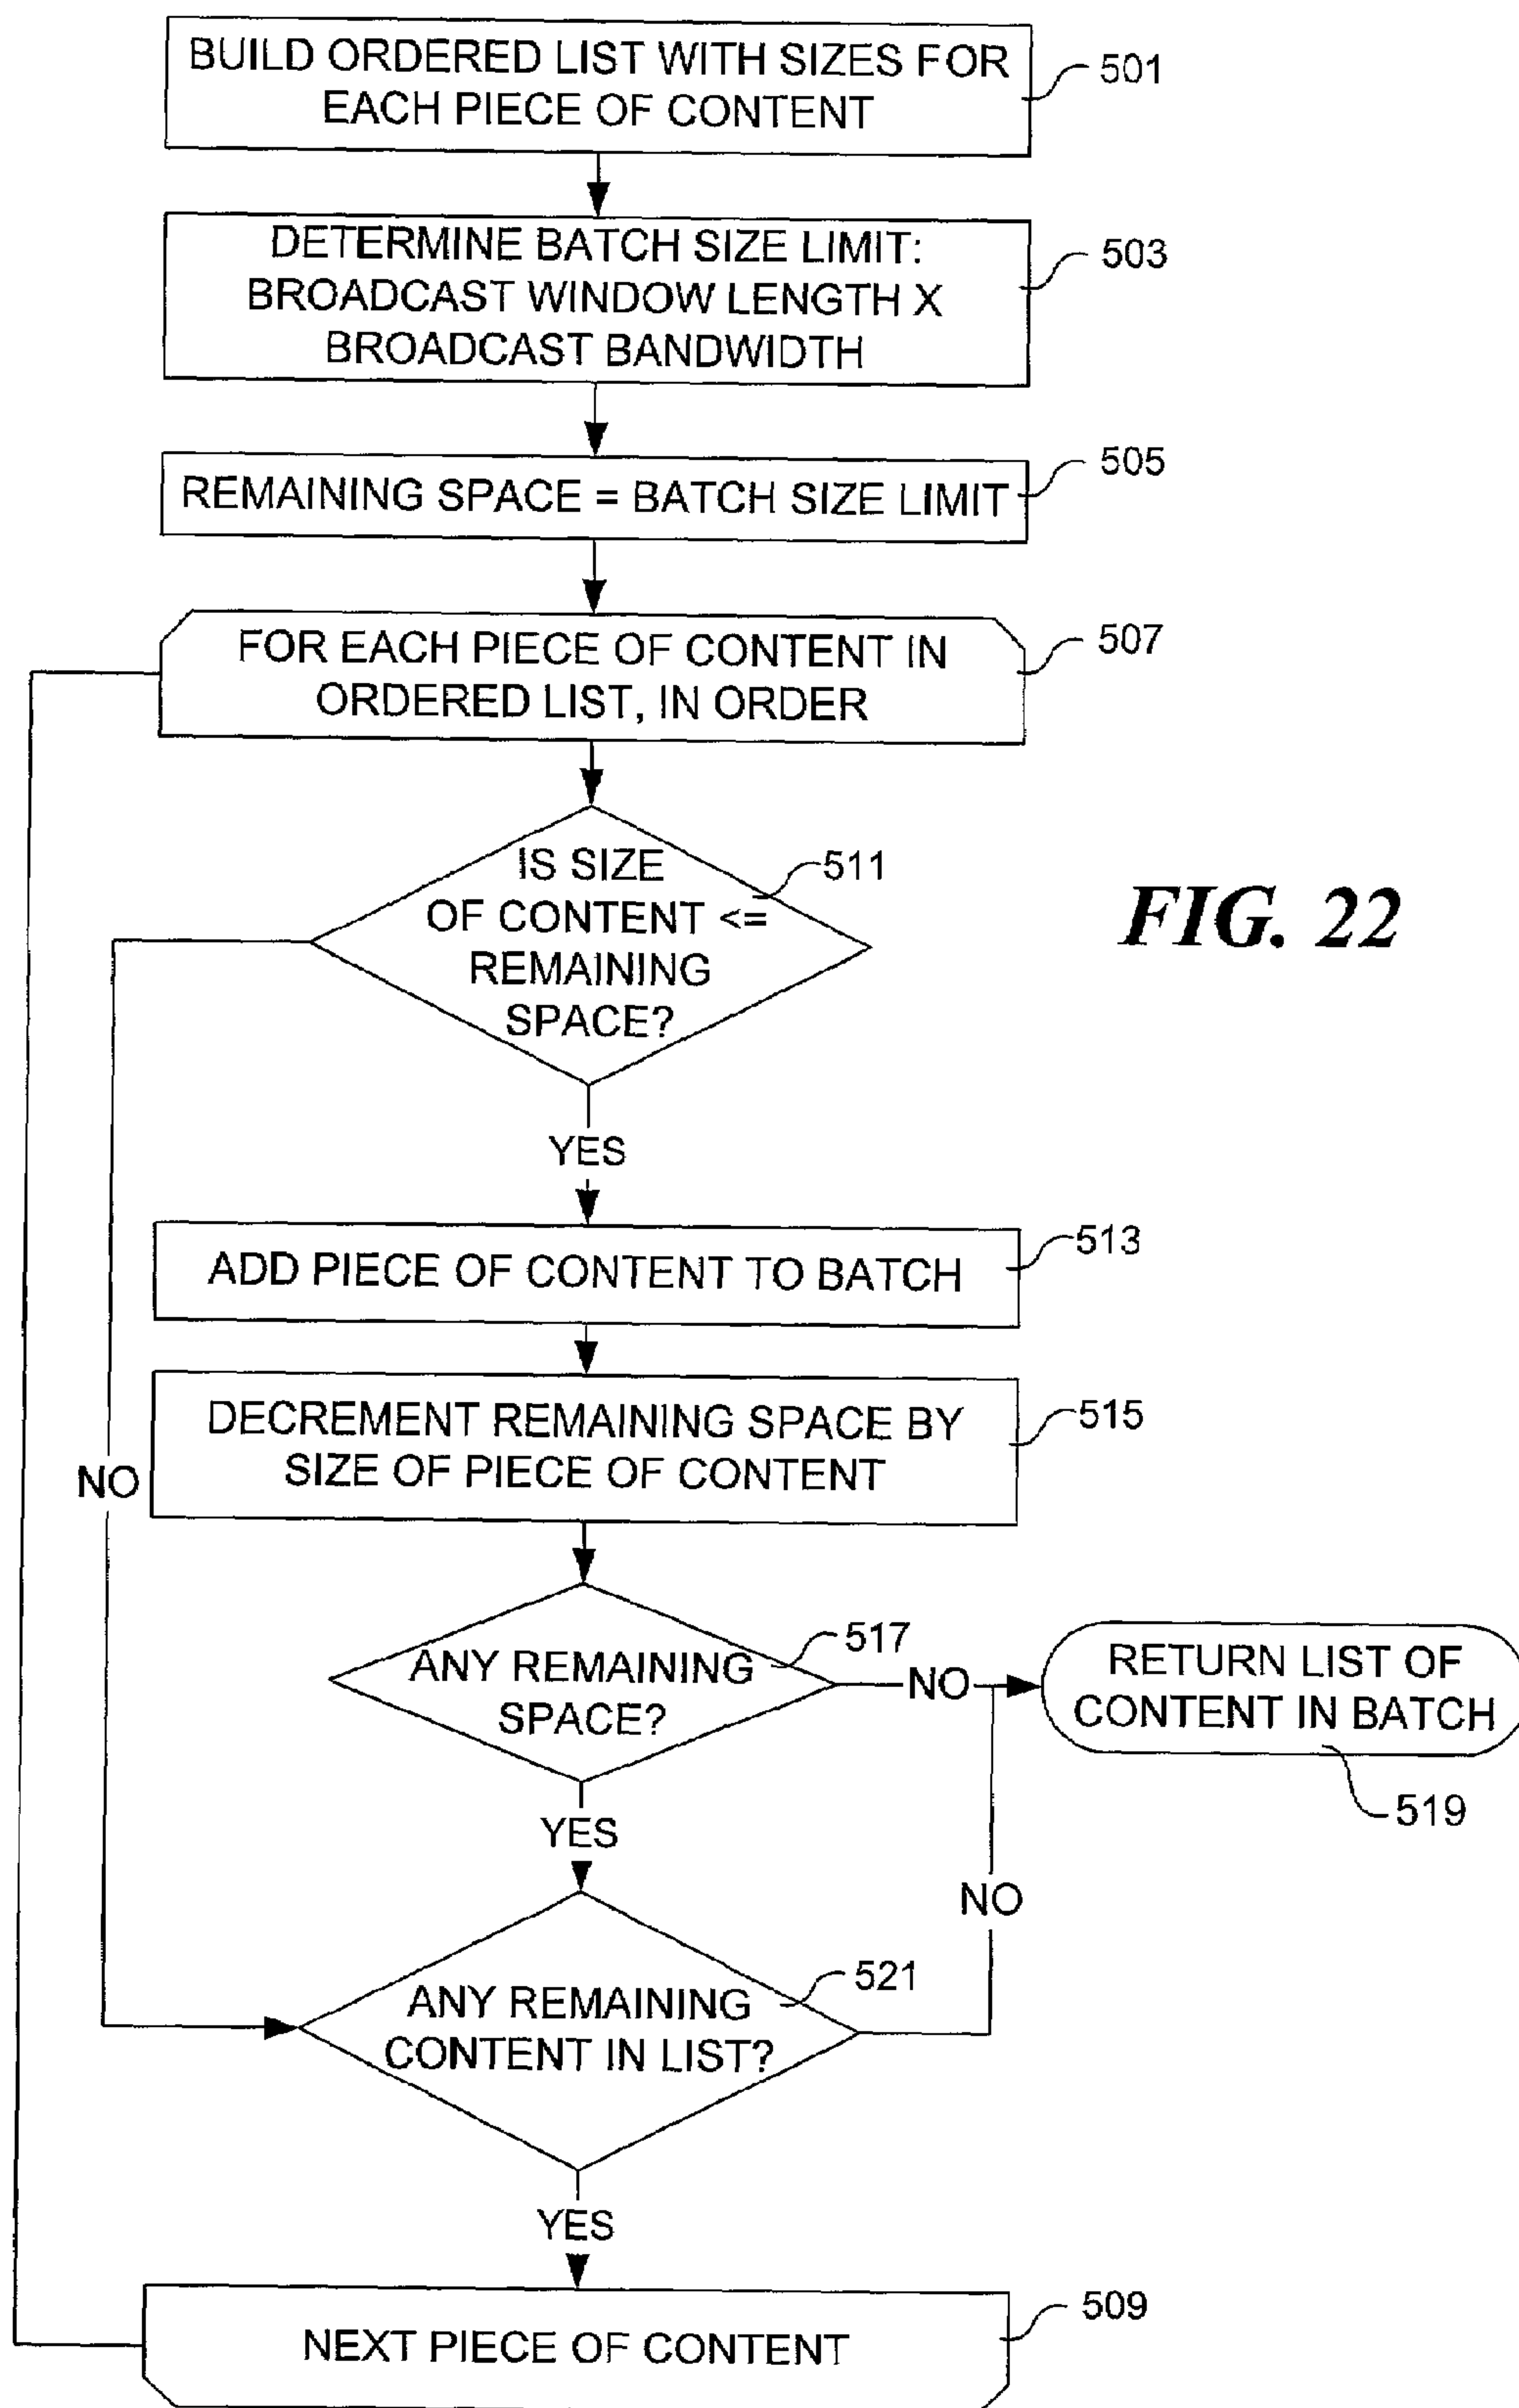 BUILD ORDERED LIST WITH SIZES FOR
EACH PIECE OF CONTENT
501
DETERMINE BATCH SIZE LIMIT:
BROADCAST WINDOW LENGTH X
BROADCAST BANDWIDTH
503
REMAINING SPACE = BATCH SIZE LIMIT
505
FOR EACH PIECE OF CONTENT IN
ORDERED LIST, IN ORDER
507
IS SIZE
OF CONTENT <=
REMAINING
SPACE?
511
FIG. 22
YES
ADD PIECE OF CONTENT TO BATCH
513
DECREMENT REMAINING SPACE BY
SIZE OF PIECE OF CONTENT
515
NO
ANY REMAINING
SPACE?
517
NO
RETURN LIST OF
CONTENT IN BATCH
519
YES
NO
ANY REMAINING
CONTENT IN LIST?
521
YES
NEXT PIECE OF CONTENT
509